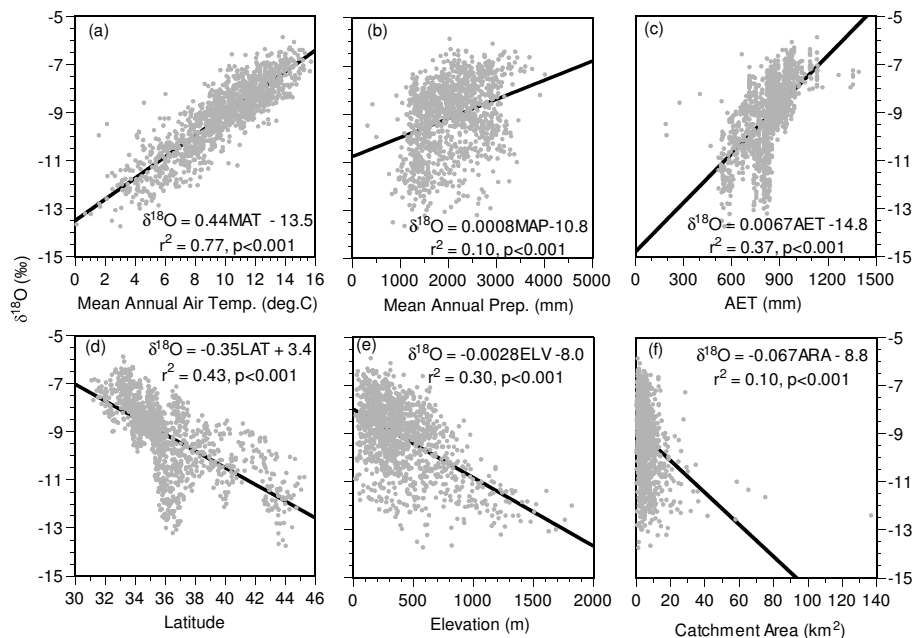 (a)
δ18O = 0.44MAT - 13.5
r2 = 0.77, p<0.001
-5
-7
-9
-11
-13
-15
0 2 4 6 8 10 12 14 16
Mean Annual Air Temp. (deg.C)
(b)
δ18O = 0.0008MAP-10.8
r2 = 0.10, p<0.001
0 1000 2000 3000 4000 5000
Mean Annual Prep. (mm)
(c)
δ18O = 0.0067AET -14.8
r2 = 0.37, p<0.001
-5
-7
-9
-11
-13
-15
0 300 600 900 1200 1500
AET (mm)
δ18O (‰)
(d)
δ18O = -0.35LAT + 3.4
r2 = 0.43, p<0.001
-5
-7
-9
-11
-13
-15
30 32 34 36 38 40 42 44 46
Latitude
(e)
δ18O = -0.0028ELV -8.0
r2 = 0.30, p<0.001
0 500 1000 1500 2000
Elevation (m)
(f)
δ18O = -0.067ARA - 8.8
r2 = 0.10, p<0.001
-5
-7
-9
-11
-13
-15
0 20 40 60 80 100 120 140
Catchment Area (km2)